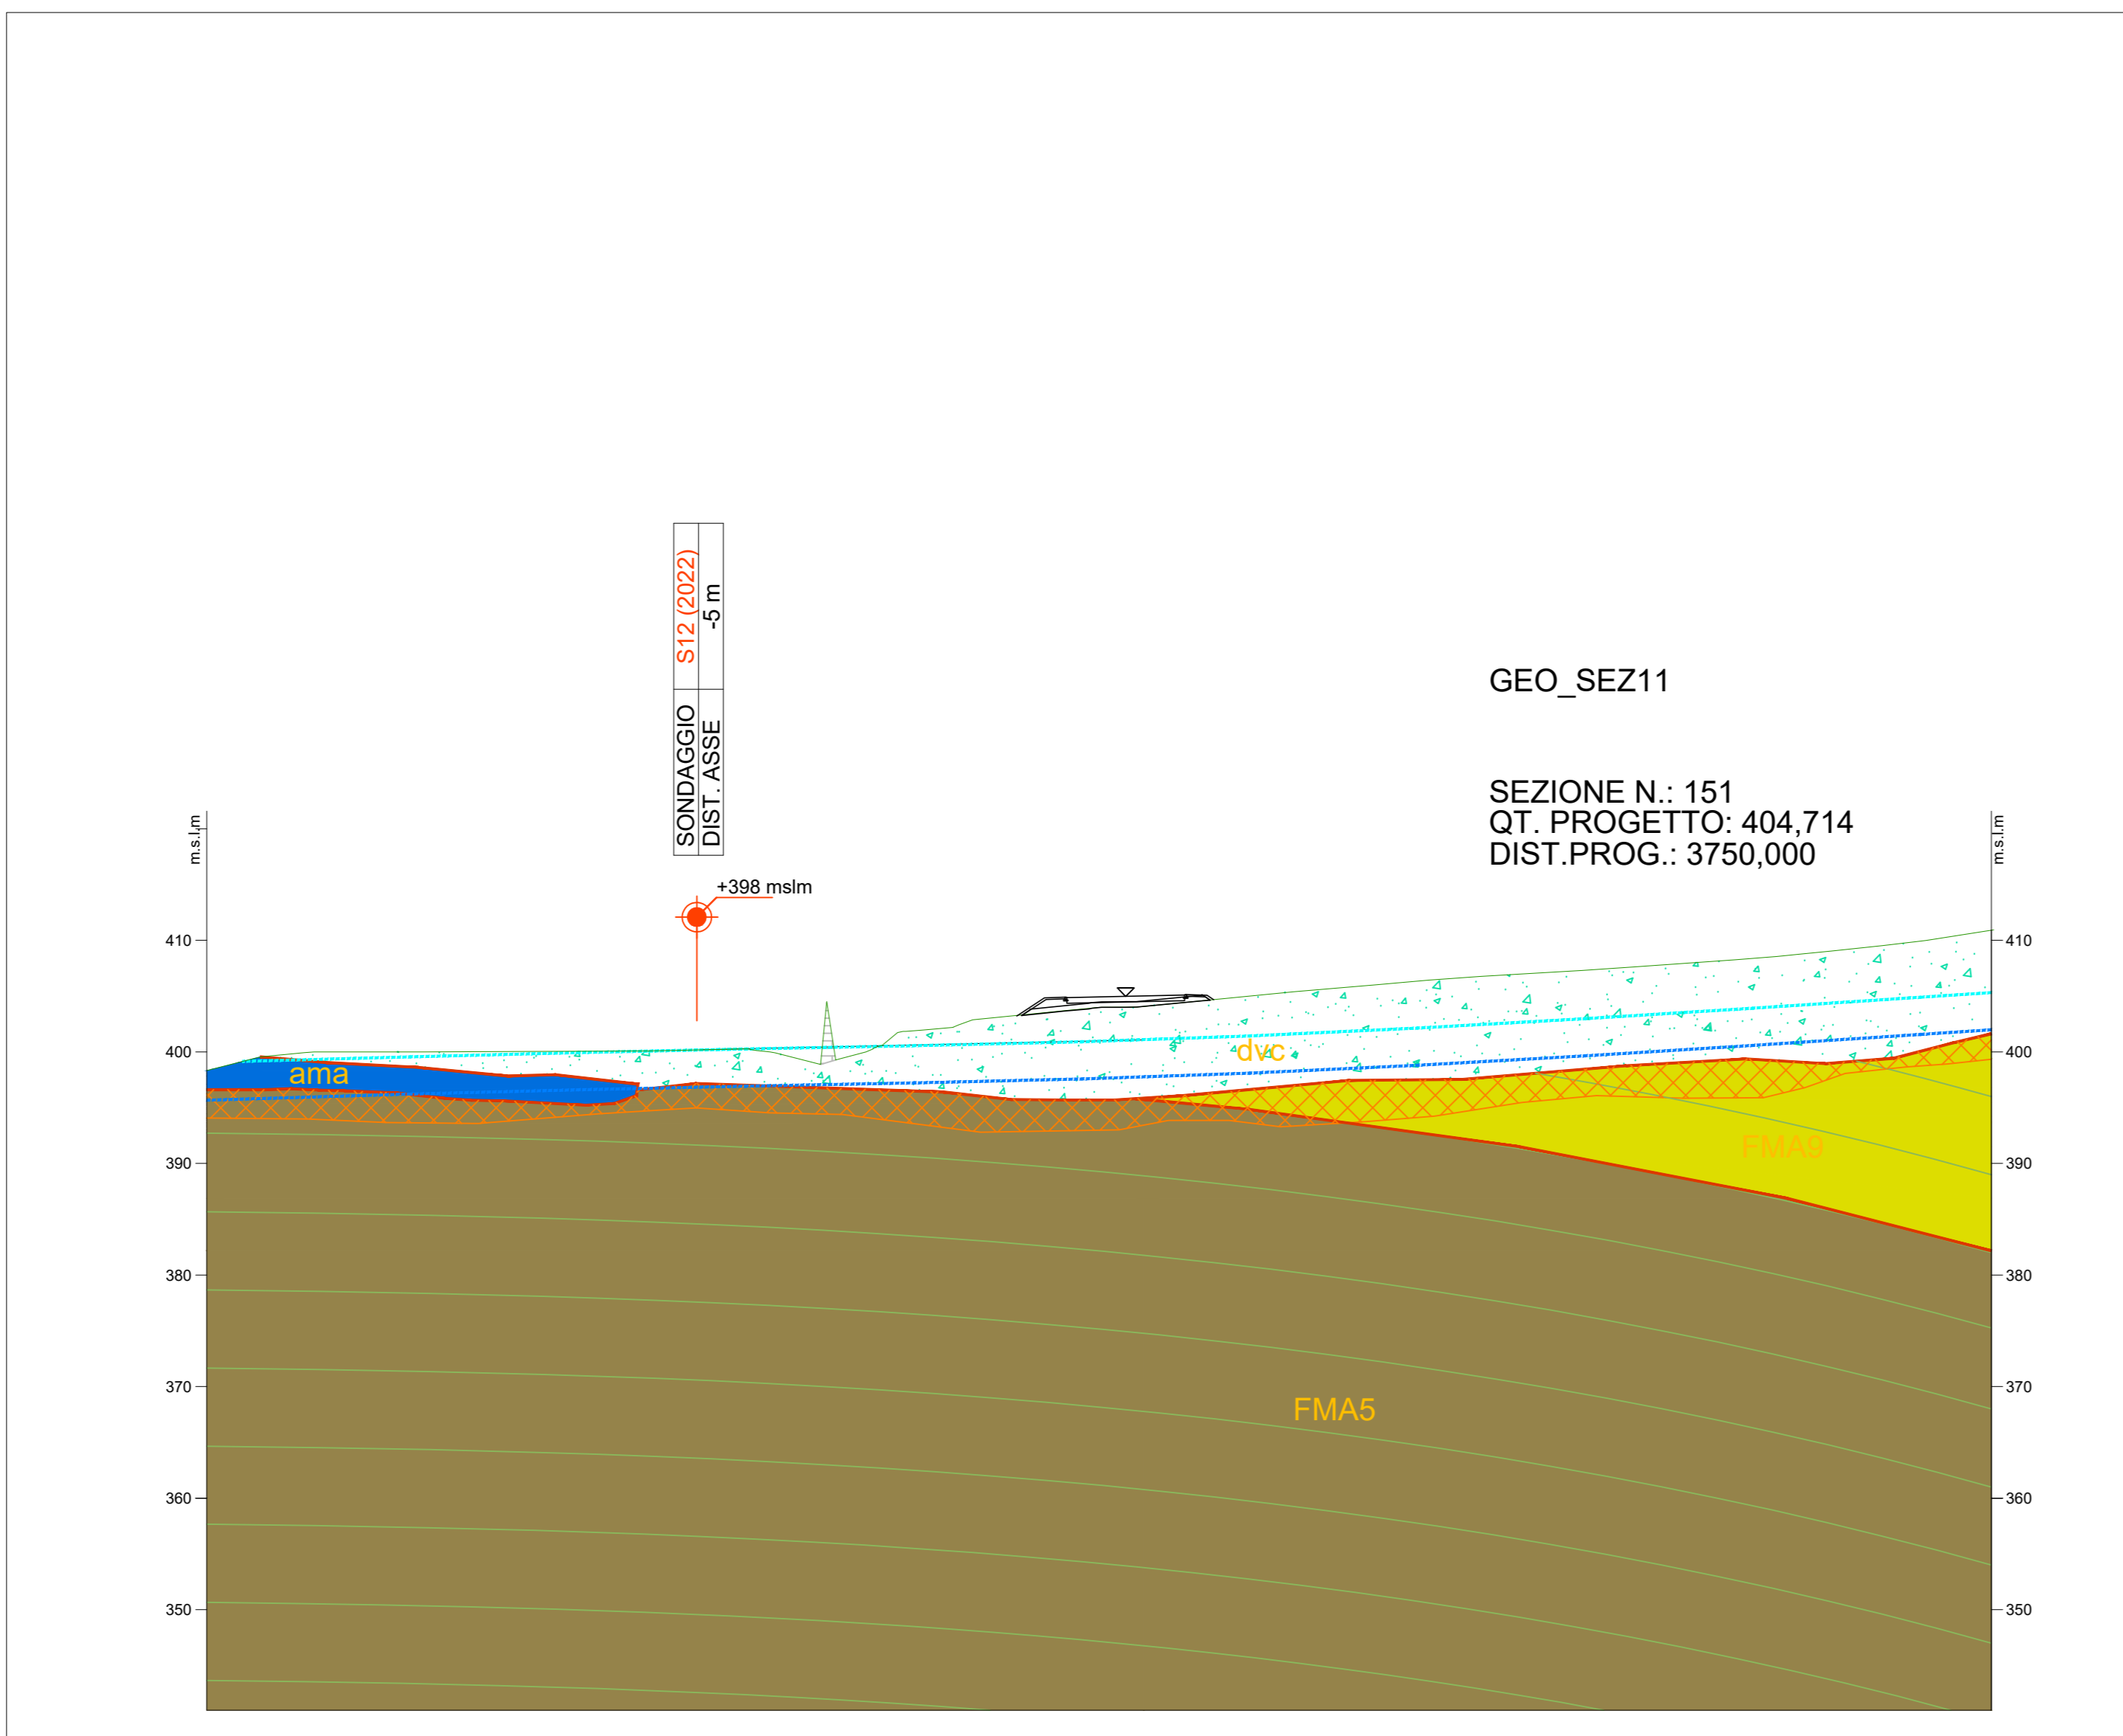 SONDAGGIO S12 (2022)
DIST. ASSE -5 m
GEO_SEZ11
SEZIONE N.: 151
QT. PROGETTO: 404,714
DIST.PROG.: 3750,000
m.s.l.m
m.s.l.m
+398 mslm
410
410
400
400
ama
dvc
390
390
FMA9
380
380
370
370
FMA5
360
360
350
350